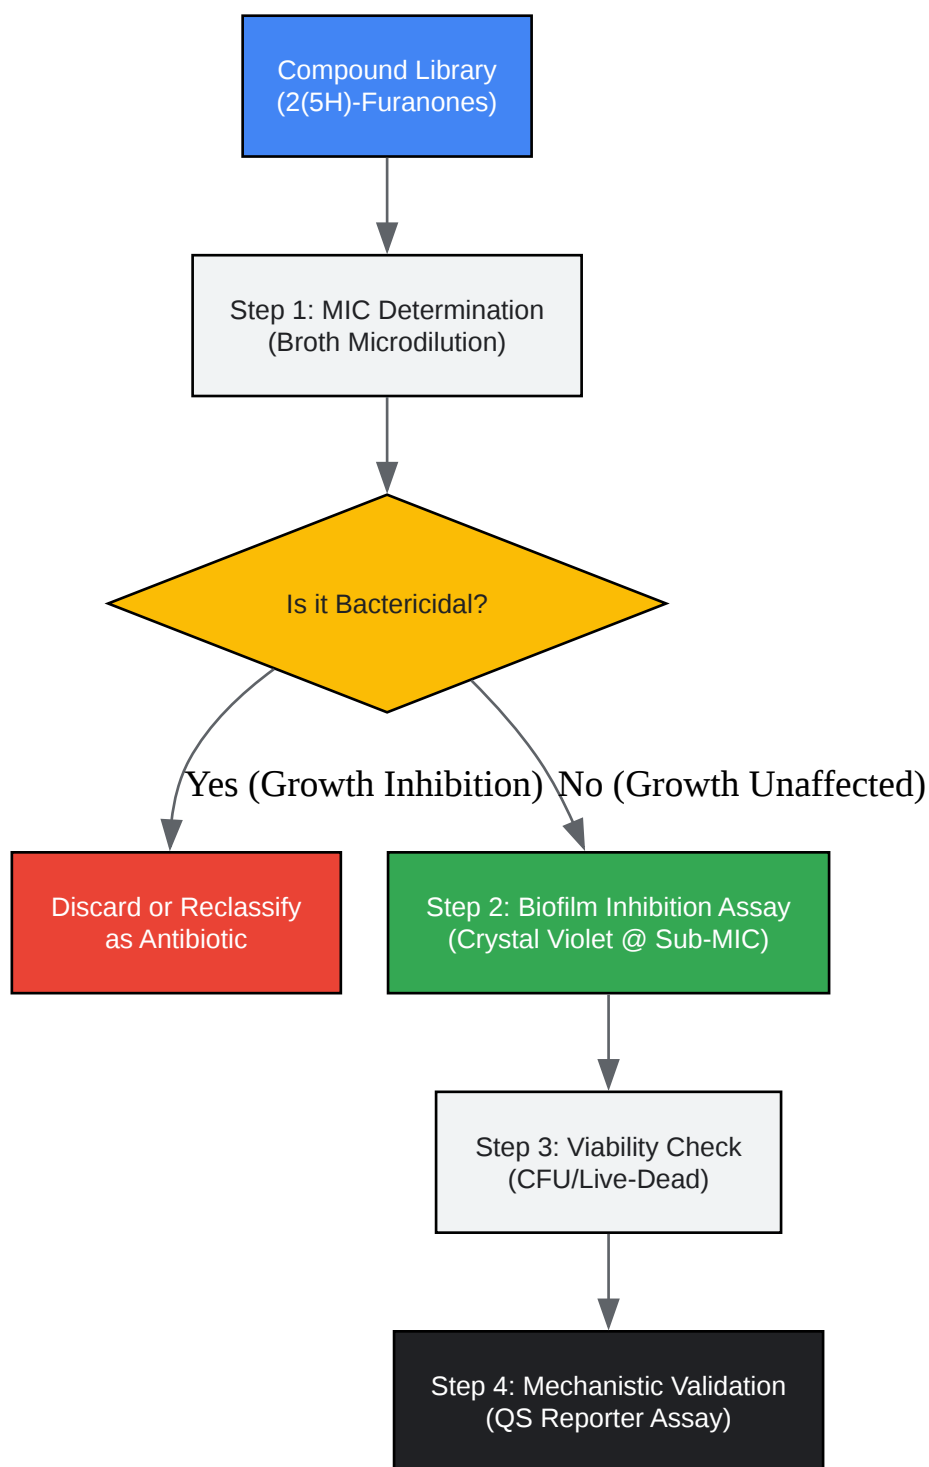 Compound Library
(2(5H)-Furanones)
Step 1: MIC Determination
(Broth Microdilution)
Is it Bactericidal?
Yes (Growth Inhibition)
No (Growth Unaffected)
Discard or Reclassify
as Antibiotic
Step 2: Biofilm Inhibition Assay
(Crystal Violet @ Sub-MIC)
Step 3: Viability Check
(CFU/Live-Dead)
Step 4: Mechanistic Validation
(QS Reporter Assay)